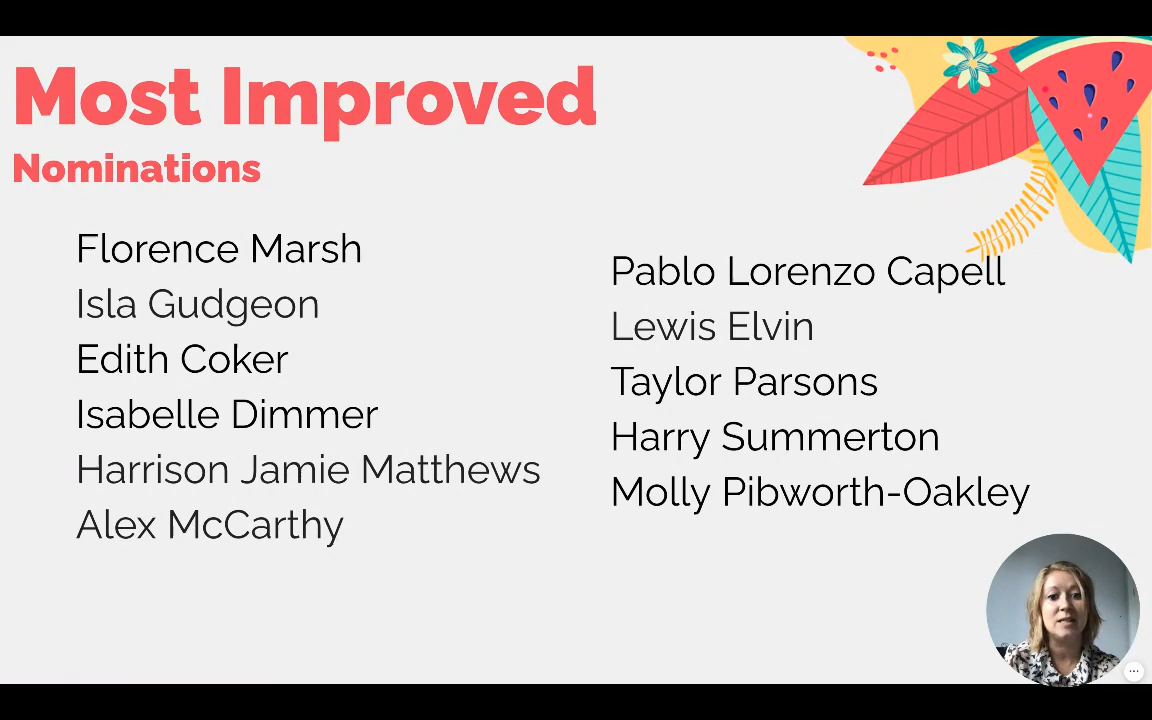 Most Improved
Nominations
Florence Marsh
Isla Gudgeon
Edith Coker
Isabelle Dimmer
Harrison Jamie Matthews
Alex McCarthy
Pablo Lorenzo Capell
Lewis Elvin
Taylor Parsons
Harry Summerton
Molly Pibworth-Oakley